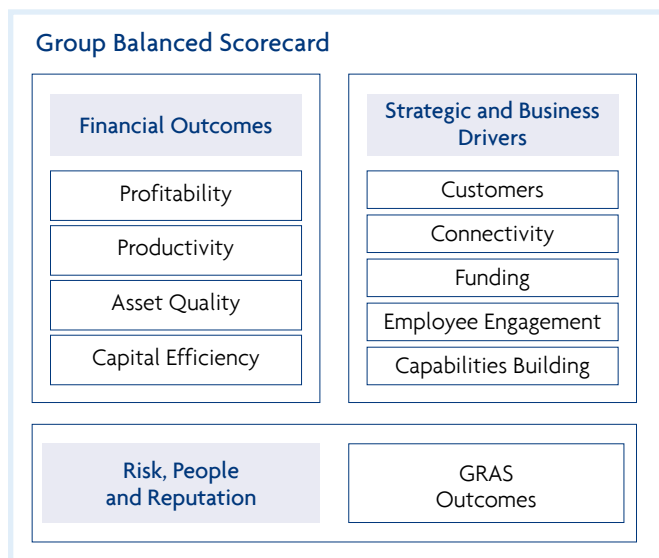 Group Balanced Scorecard
Financial Outcomes
Profitability
Productivity
Asset Quality
Capital Efficiency
Strategic and Business
Drivers
Customers
Connectivity
Funding
Employee Engagement
Capabilities Building
Risk, People
and Reputation
GRAS
Outcomes